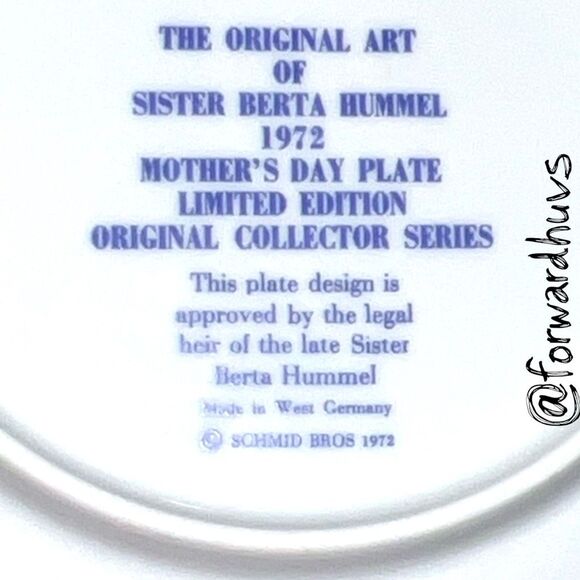 THE ORIGINAL ART
OF
SISTER BERTA HUMMEL
1972
MOTHER'S DAY PLATE
LIMITED EDITION
ORIGINAL COLLECTOR SERIES
This plate design is
approved by the legal
heir of the late Sister
Berta Hummel
Made in West Germany
© SCHMID BROS 1972
@forwardhuvs